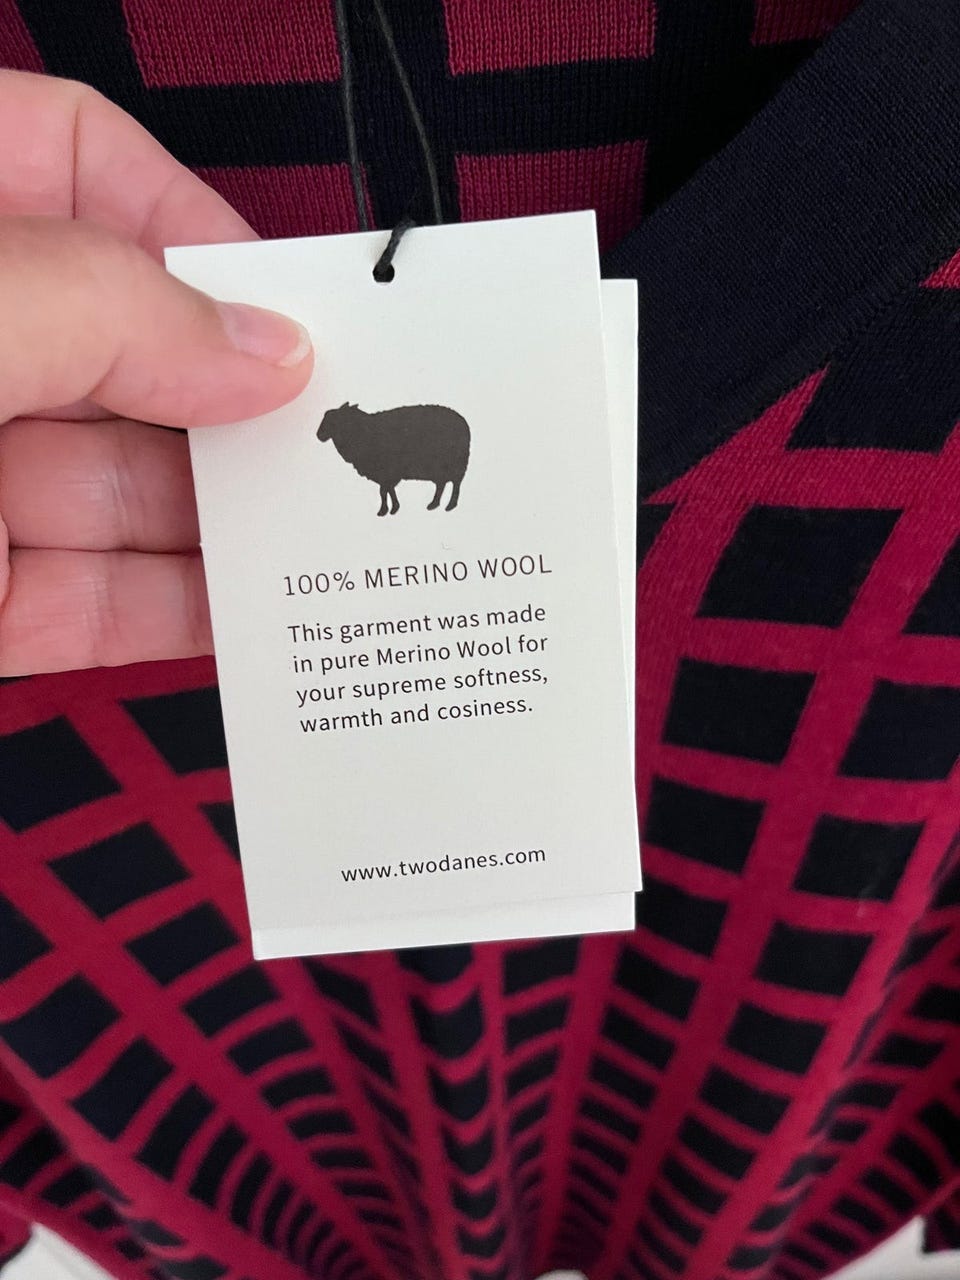 100% MERINO WOOL
This garment was made
in pure Merino Wool for
your supreme softness,
warmth and cosiness.
www.twodanes.com